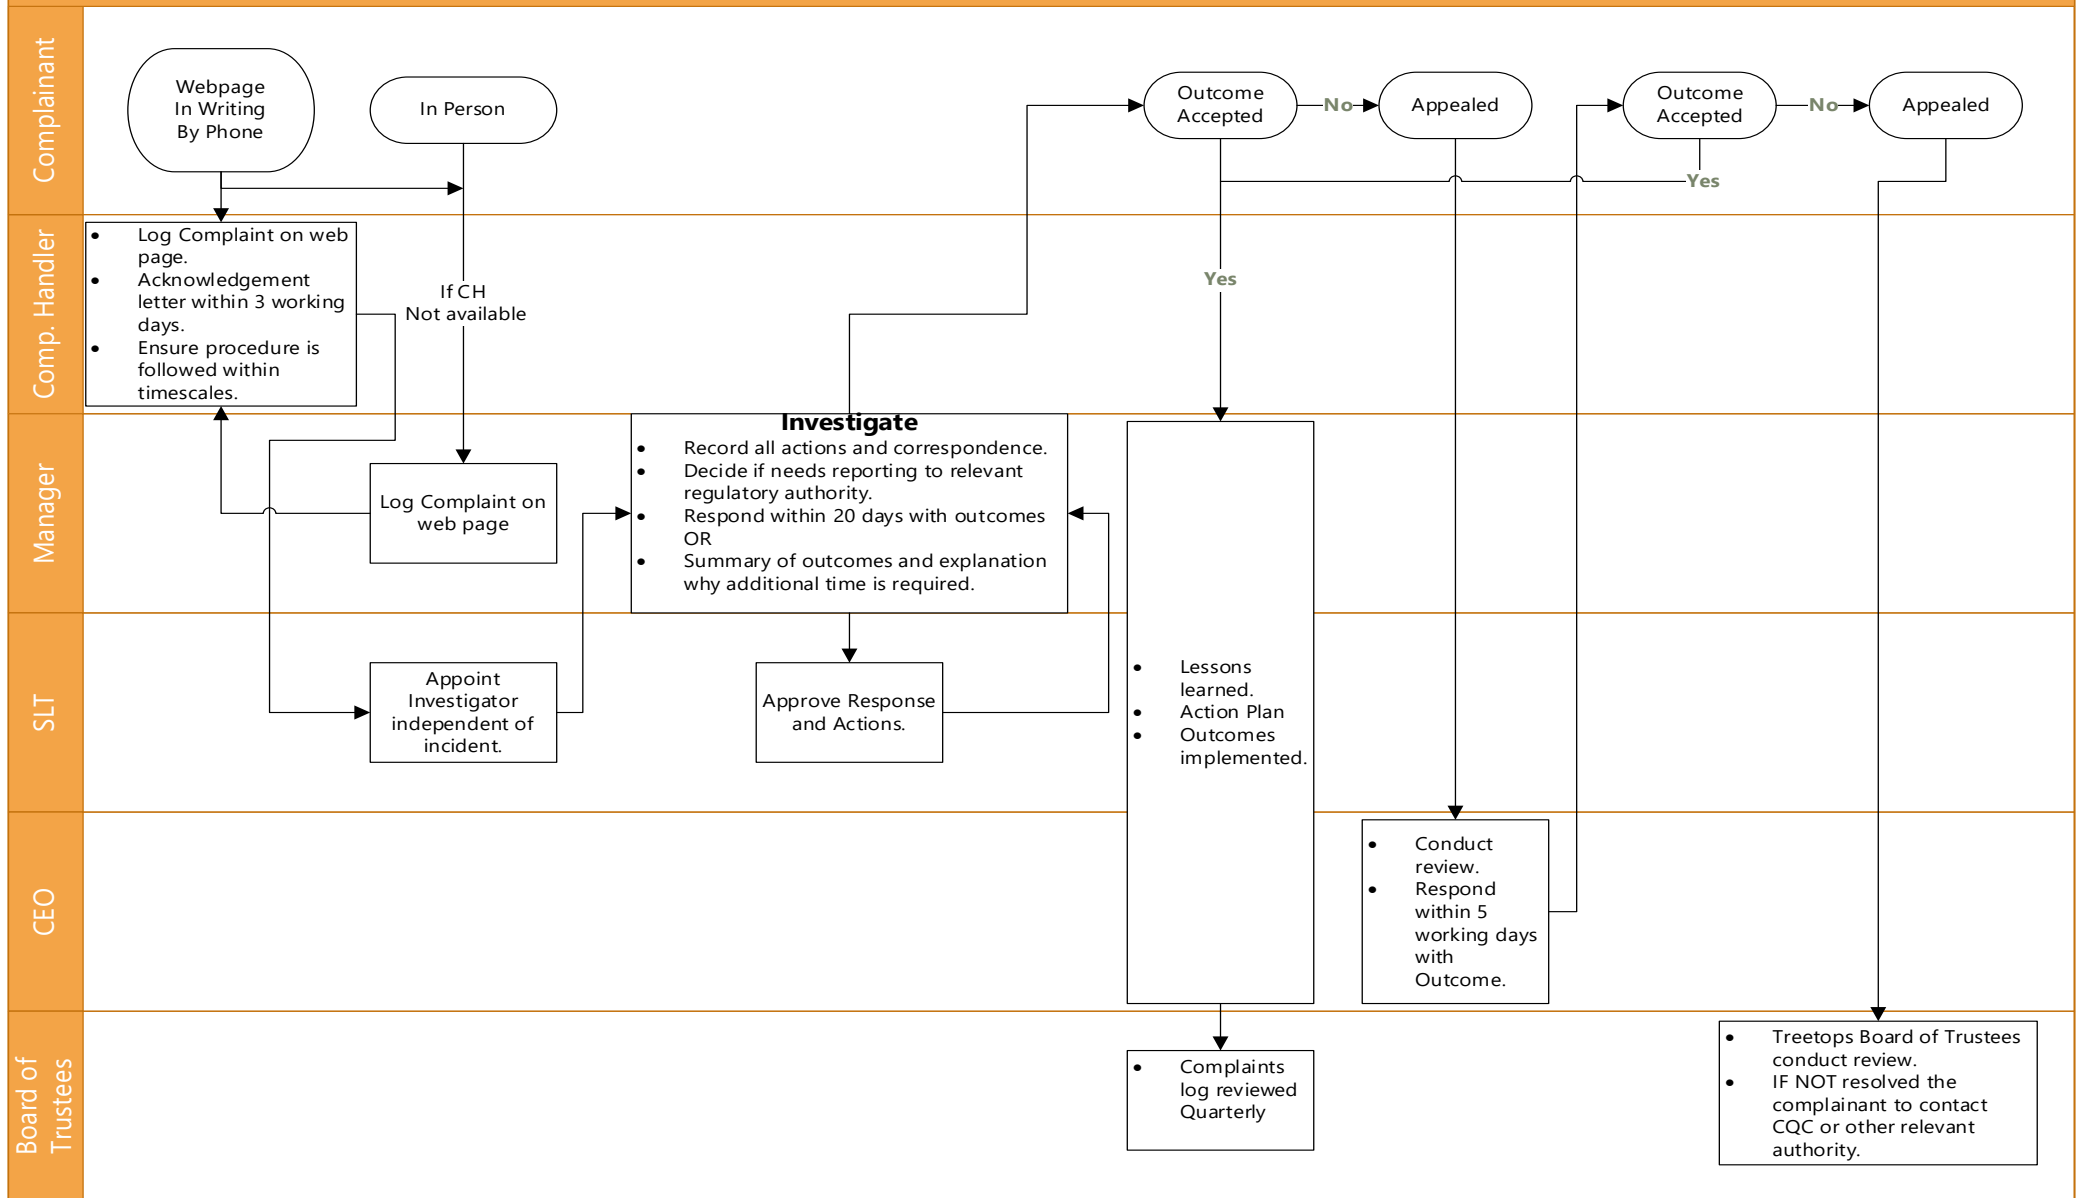 Complainant
Webpage
In Writing
By Phone
In Person
Outcome
Accepted
No
Appealed
Outcome
Accepted
No
Appealed
Yes
Comp. Handler
• Log Complaint on web
page.
• Acknowledgement
letter within 3 working
days.
• Ensure procedure is
followed within
timescales.
If CH
Not available
Yes
Manager
Log Complaint on
web page
Investigate
• Record all actions and correspondence.
• Decide if needs reporting to relevant
regulatory authority.
• Respond within 20 days with outcomes
OR
• Summary of outcomes and explanation
why additional time is required.
SLT
Appoint
Investigator
independent of
incident.
Approve Response
and Actions.
• Lessons
learned.
• Action Plan
• Outcomes
implemented.
CEO
• Conduct
review.
• Respond
within 5
working days
with
Outcome.
Board of
Trustees
• Complaints
log reviewed
Quarterly
• Treetops Board of Trustees
conduct review.
• IF NOT resolved the
complainant to contact
CQC or other relevant
authority.